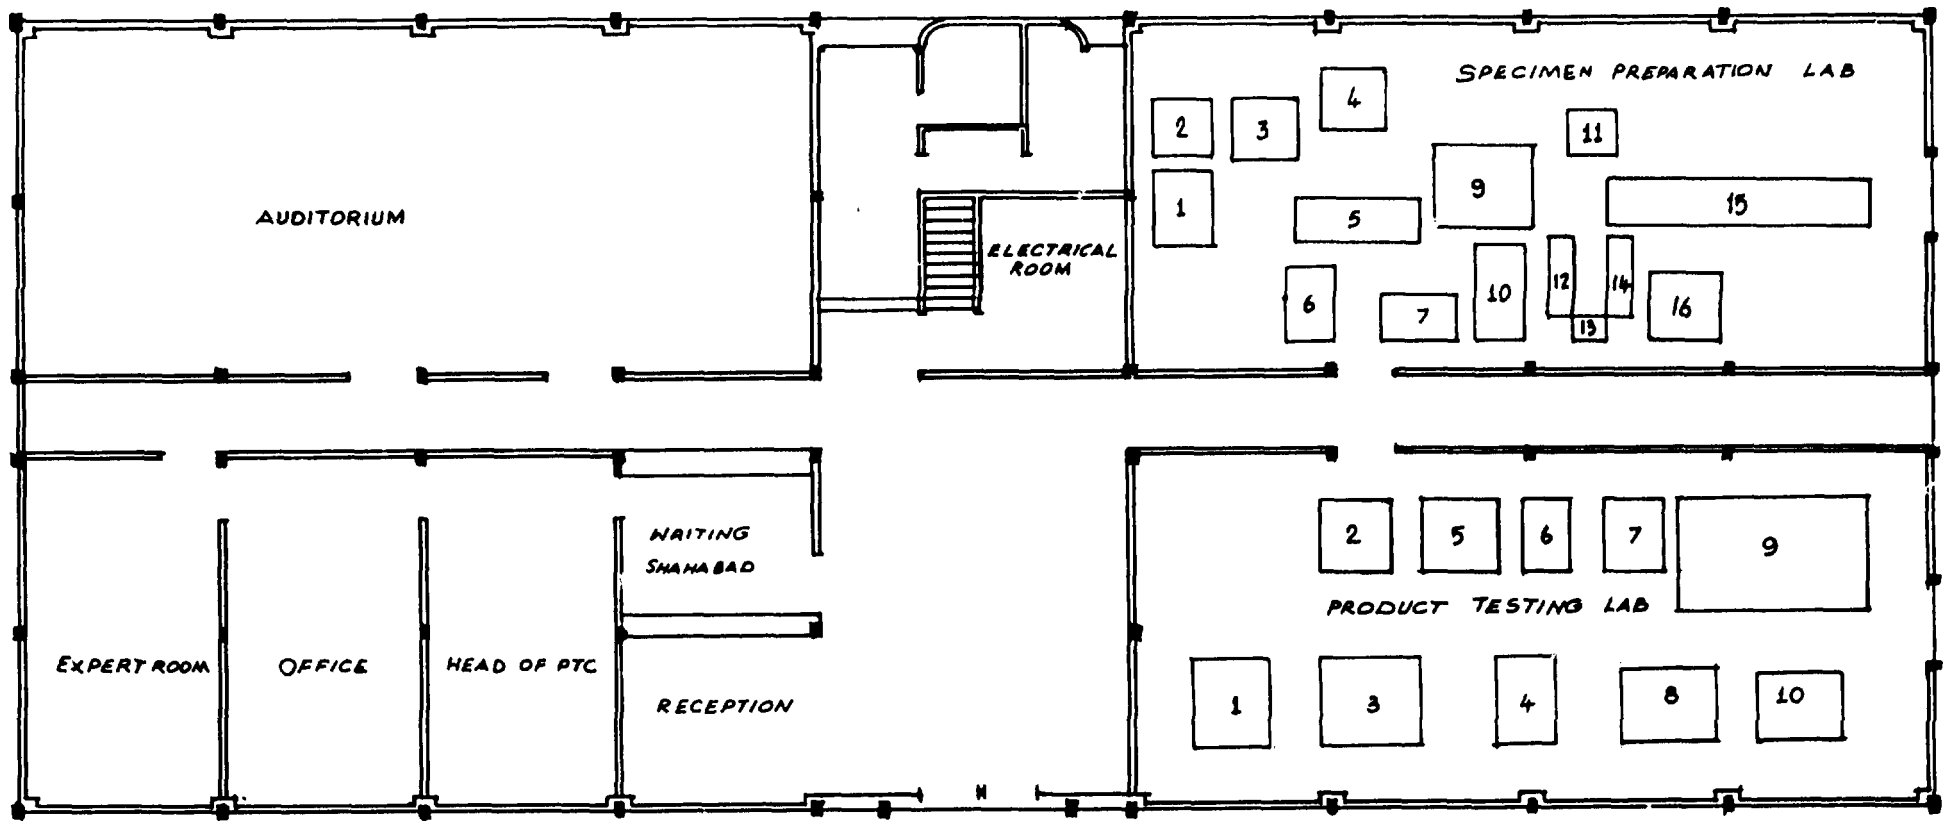 SPECIMEN PREPARATION LAB
4
2
3
11
1
9
15
5
AUDITORIUM
ELECTRICAL
ROOM
6
7
10
12
14
13
16
WAITING
SHAHABAD
2
5
6
7
9
PRODUCT TESTING LAB
EXPERT ROOM
OFFICE
HEAD OF PTC
RECEPTION
1
3
4
8
10